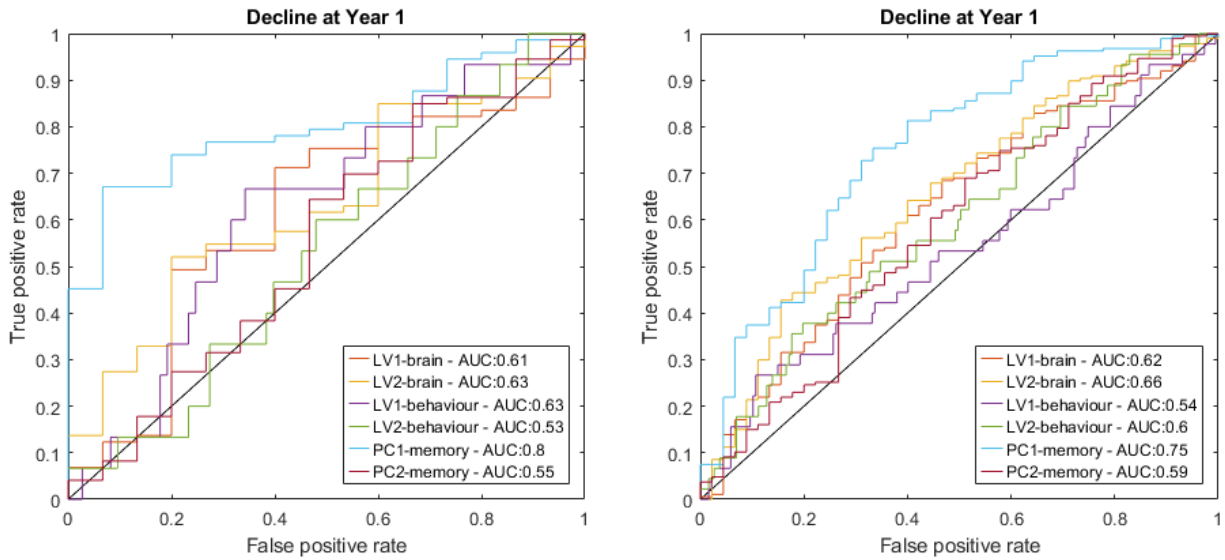 Decline at Year 1
1
0.9
0.8
0.7
0.6
0.5
0.4
0.3
0.2
0.1
0
True positive rate
0 0.2 0.4 0.6 0.8 1
False positive rate
LV1-brain - AUC:0.61
LV2-brain - AUC:0.63
LV1-behaviour - AUC:0.63
LV2-behaviour - AUC:0.53
PC1-memory - AUC:0.8
PC2-memory - AUC:0.55
Decline at Year 1
1
0.9
0.8
0.7
0.6
0.5
0.4
0.3
0.2
0.1
0
True positive rate
0 0.2 0.4 0.6 0.8 1
False positive rate
LV1-brain - AUC:0.62
LV2-brain - AUC:0.66
LV1-behaviour - AUC:0.54
LV2-behaviour - AUC:0.6
PC1-memory - AUC:0.75
PC2-memory - AUC:0.59